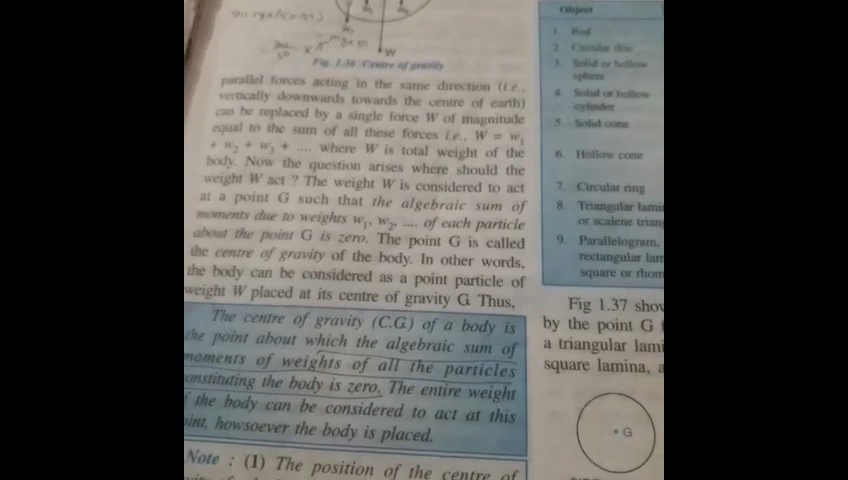 W
Fig. 1.36 Centre of gravity
parallel forces acting in the same direction (i.e.,
vertically downwards towards the centre of earth)
can be replaced by a single force W of magnitude
equal to the sum of all these forces i.e., W = w₁
+ w₂ + w₃ + .... where W is total weight of the
body. Now the question arises where should the
weight W act ? The weight W is considered to act
at a point G such that the algebraic sum of
moments due to weights w₁, w₂, .... of each particle
about the point G is zero. The point G is called
the centre of gravity of the body. In other words,
the body can be considered as a point particle of
weight W placed at its centre of gravity G. Thus,
The centre of gravity (C.G.) of a body is
the point about which the algebraic sum of
moments of weights of all the particles
onstituting the body is zero. The entire weight
f the body can be considered to act at this
oint, howsoever the body is placed.
Note : (1) The position of the centre of
Object
1. Rod
2. Circular disc
3. Solid or hollow
sphere
4. Solid or hollow
cylinder
5. Solid cone
6. Hollow cone
7. Circular ring
8. Triangular lami
or scalene trian
9. Parallelogram,
rectangular lam
square or rhom
Fig 1.37 show
by the point G
a triangular lami
square lamina, a
G